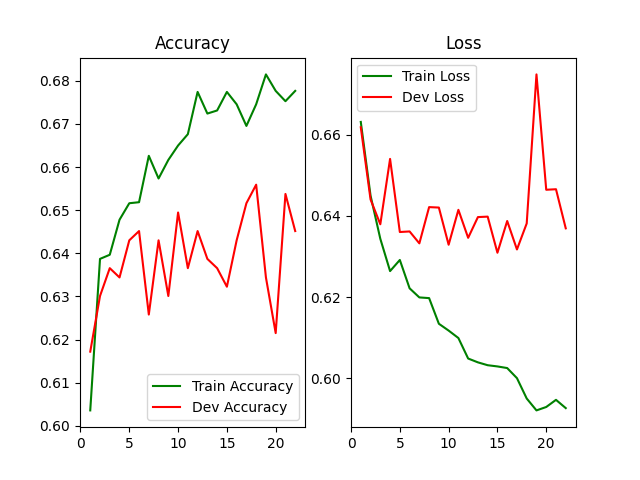 Accuracy
0.68
0.67
0.66
0.65
0.64
0.63
0.62
0.61
0.60
0 5 10 15 20
Train Accuracy
Dev Accuracy
Loss
0.66
0.64
0.62
0.60
0 5 10 15 20
Train Loss
Dev Loss